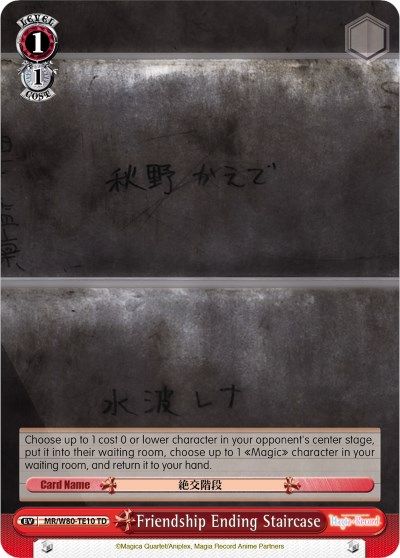 LEVEL
1
1
COST
秋野かえで
水波レナ
Choose up to 1 cost 0 or lower character in your opponent's center stage,
put it into their waiting room, choose up to 1 «Magic» character in your
waiting room, and return it to your hand.
Card Name 絶交階段
EV MR/W80-TE10 TD Friendship Ending Staircase Magia Record
©Magica Quartet/Aniplex, Magia Record Anime Partners